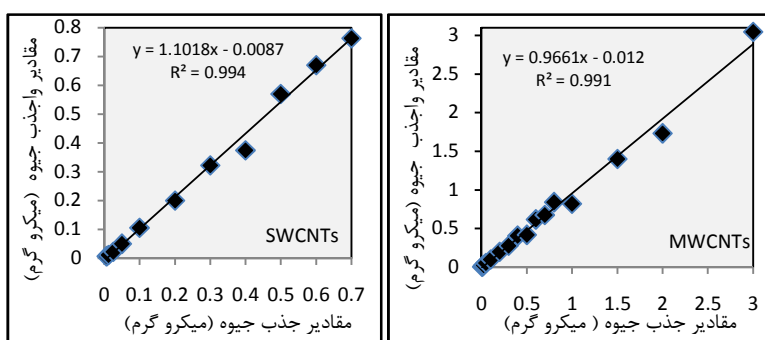 y = 1.1018x - 0.0087
R² = 0.994
0.8
0.7
0.6
0.5
0.4
0.3
0.2
0.1
0
مقادیر واجذب جیوه (میکرو گرم)
SWCNTs
0 0.1 0.2 0.3 0.4 0.5 0.6 0.7
مقادیر جذب جیوه (میکرو گرم)
y = 0.9661x - 0.012
R² = 0.991
3
2.5
2
1.5
1
0.5
0
مقادیر واجذب جیوه (میکرو گرم)
MWCNTs
0 0.5 1 1.5 2 2.5 3
مقادیر جذب جیوه ( میکرو گرم)